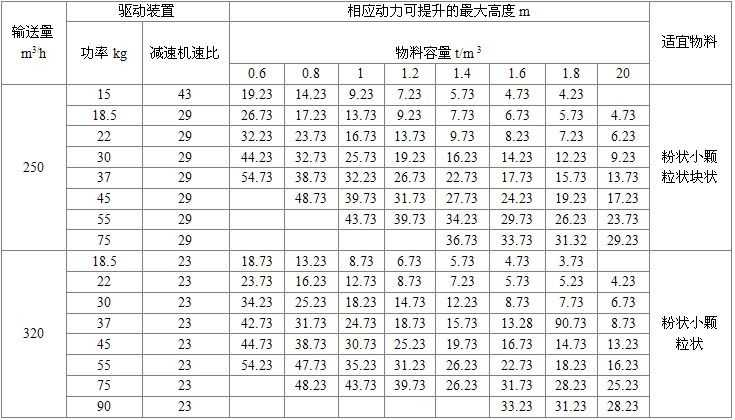 输送量 m³/h 驱动装置 相应动力可提升的最大高度 m 适宜物料
功率 kg 减速机速比 物料容量 t/m³
0.6 0.8 1 1.2 1.4 1.6 1.8 20
250 粉状小颗粒状块状
15 43 19.23 14.23 9.23 7.23 5.73 4.73 4.23
18.5 29 26.73 17.23 13.73 9.23 7.73 6.73 5.73 4.73
22 29 32.23 23.73 16.73 13.73 9.73 8.23 7.23 6.23
30 29 44.23 32.73 25.73 19.23 16.23 14.23 12.23 9.23
37 29 54.73 38.73 32.23 26.73 22.73 17.73 15.73 13.73
45 29 48.73 39.73 31.73 27.73 24.23 19.23 17.23
55 29 43.73 39.73 34.23 29.73 26.23 23.73
75 29 36.73 33.73 31.32 29.23
320 粉状小颗粒状
18.5 23 18.73 13.23 8.73 6.73 5.73 4.73 3.73
22 23 23.73 16.23 12.73 8.73 7.23 5.73 5.23 4.23
30 23 34.23 25.23 18.23 14.73 12.23 8.73 7.73 6.73
37 23 42.73 31.73 24.73 18.73 15.73 13.28 90.73 8.73
45 23 44.73 38.73 30.73 25.23 19.73 16.73 14.73 13.23
55 23 54.23 47.73 35.23 31.23 26.23 22.73 18.23 16.23
75 23 48.23 43.73 39.73 26.23 31.73 28.23 25.23
90 23 33.23 31.23 28.23